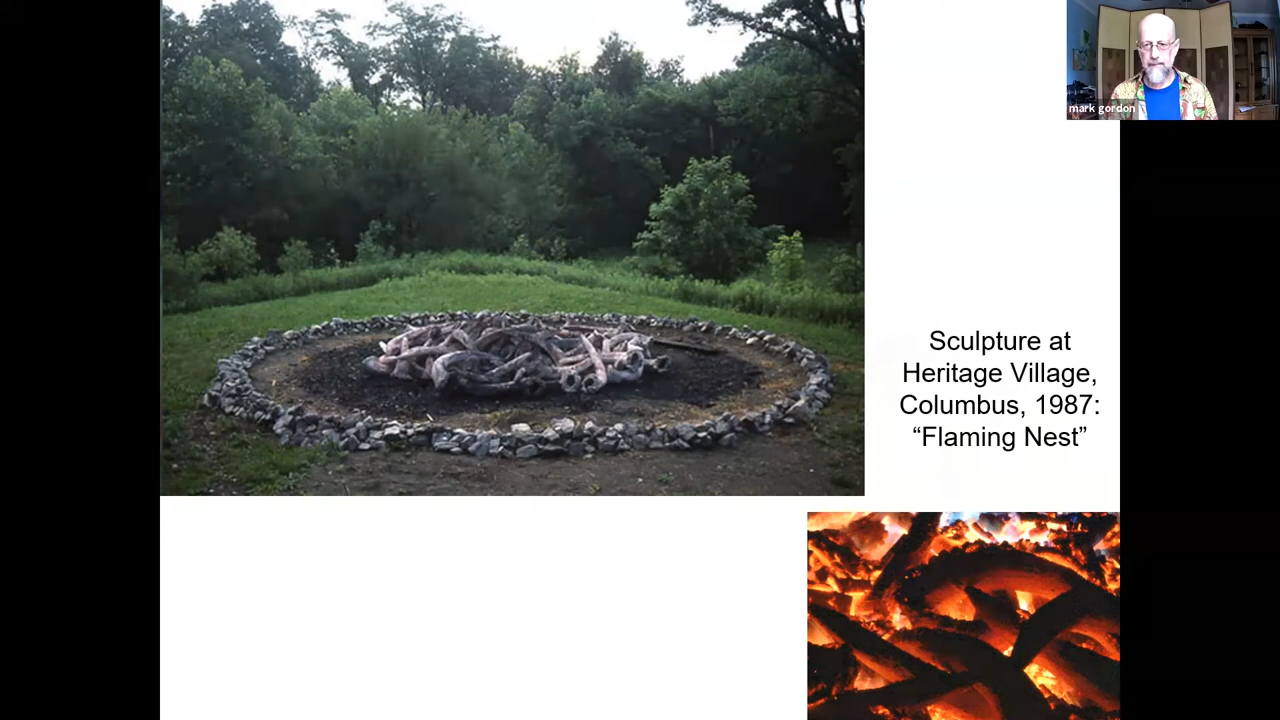 mark gordon
Sculpture at
Heritage Village,
Columbus, 1987:
“Flaming Nest”